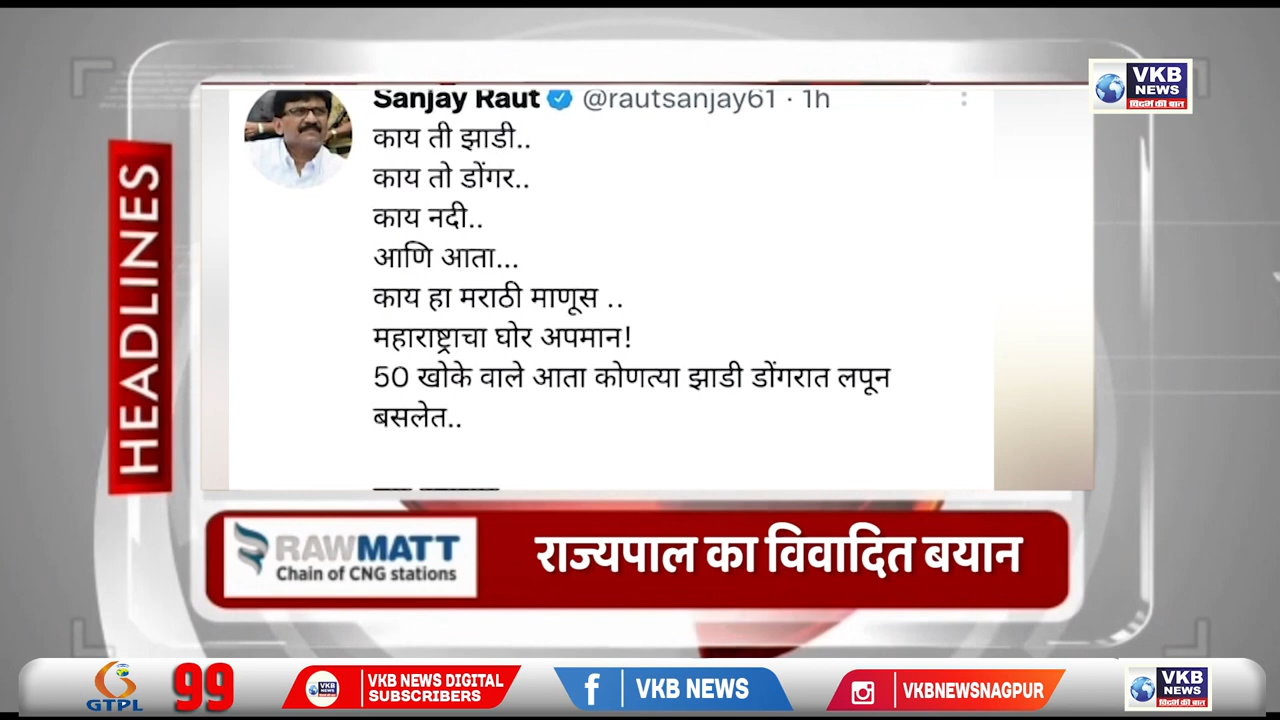 VKB
NEWS
विदर्भ की बात
HEADLINES
Sanjay Raut @rautsanjay61 · 1h
काय ती झाडी..
काय तो डोंगर..
काय नदी..
आणि आता...
काय हा मराठी माणूस ..
महाराष्ट्राचा घोर अपमान!
50 खोके वाले आता कोणत्या झाडी डोंगरात लपून
बसलेत..
RAWMATT
Chain of CNG stations
राज्यपाल का विवादित बयान
GTPL
99
VKB
NEWS
VKB NEWS DIGITAL
SUBSCRIBERS
VKB NEWS
VKBNEWSNAGPUR
VKB
NEWS
विदर्भ की बात